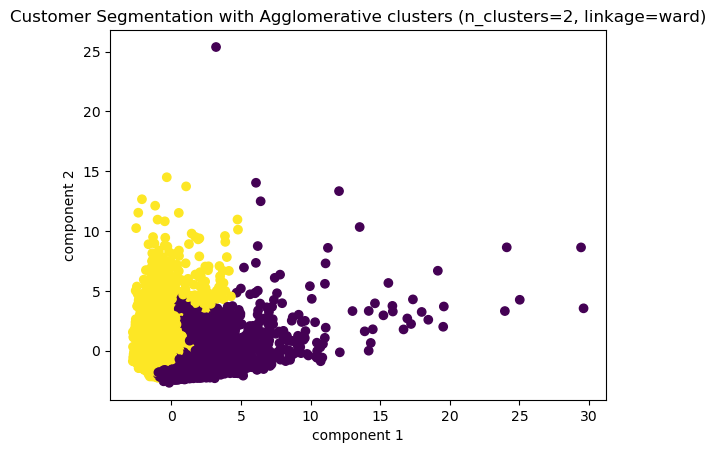 Customer Segmentation with Agglomerative clusters (n_clusters=2, linkage=ward)
25
20
15
10
5
0
component 2
0 5 10 15 20 25 30
component 1